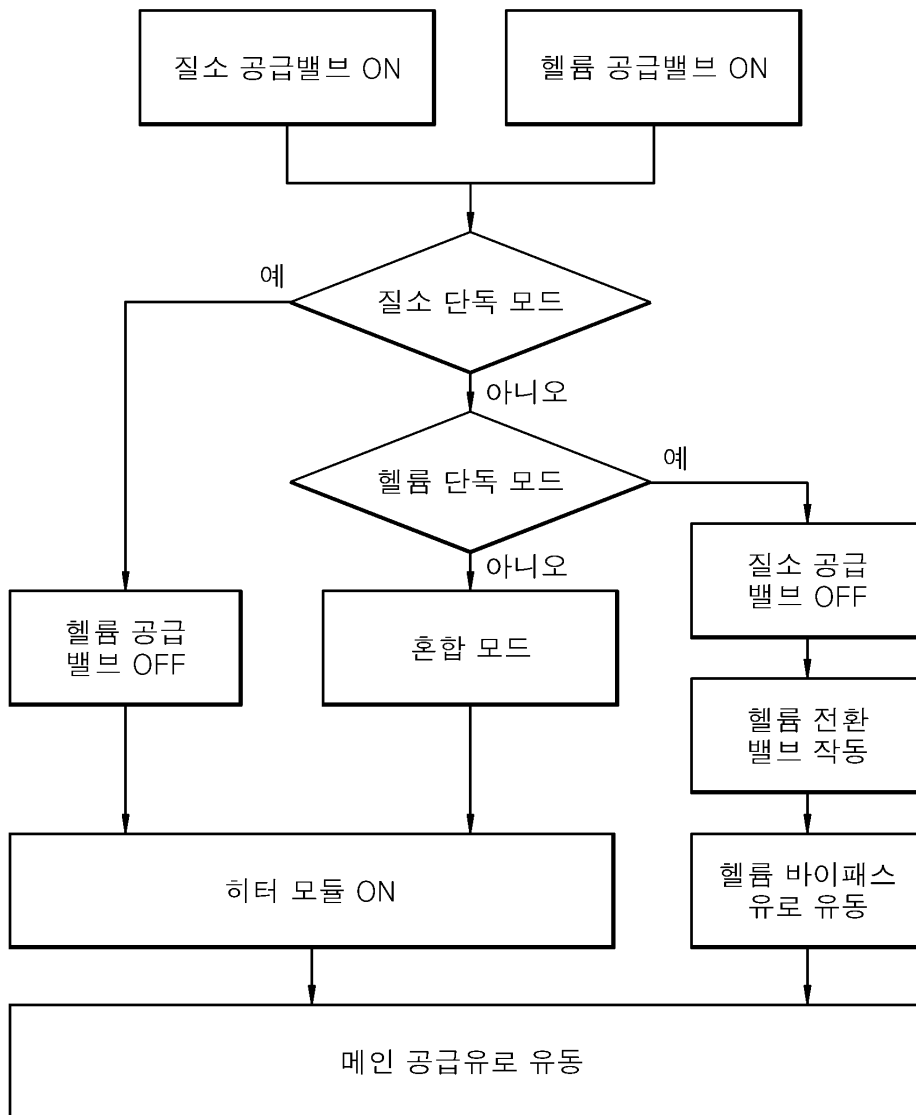 질소 공급밸브 ON
헬륨 공급밸브 ON
예
질소 단독 모드
아니오
헬륨 단독 모드
예
아니오
질소 공급
밸브 OFF
헬륨 공급
밸브 OFF
혼합 모드
헬륨 전환
밸브 작동
히터 모듈 ON
헬륨 바이패스
유로 유동
메인 공급유로 유동